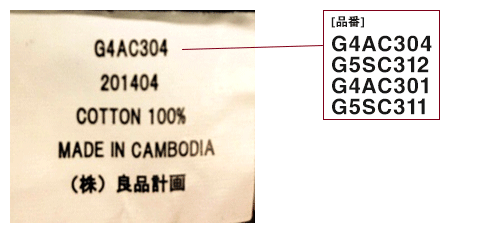 G4AC304
201404
COTTON 100%
MADE IN CAMBODIA
（株）良品計画
[品番]
G4AC304
G5SC312
G4AC301
G5SC311